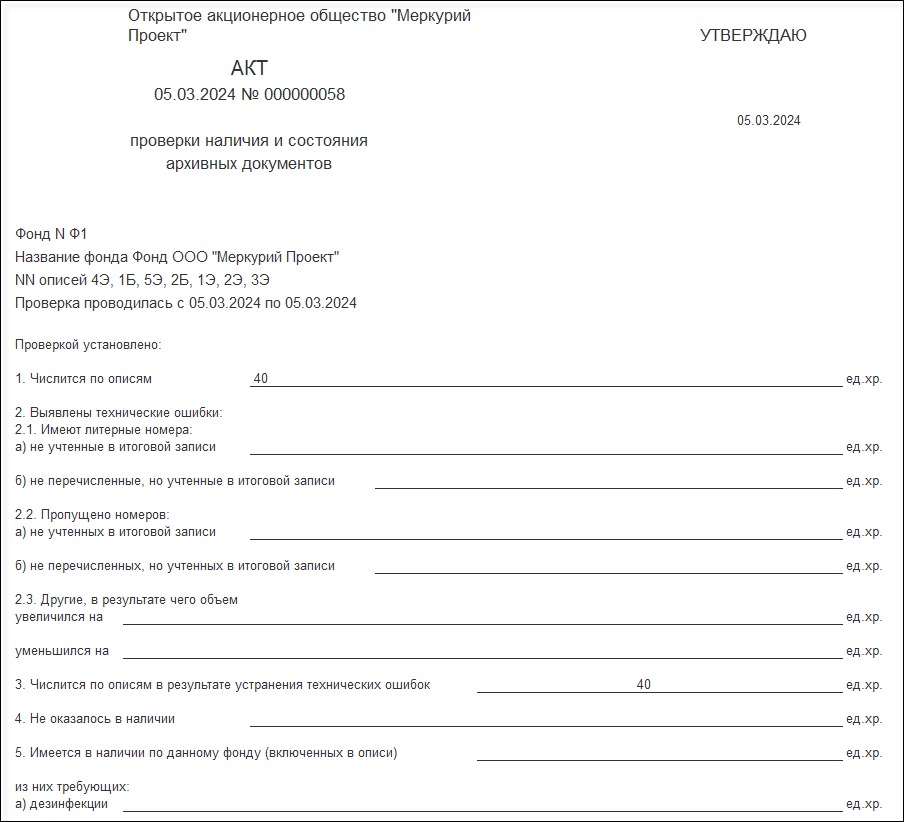 Открытое акционерное общество "Меркурий
Проект"
УТВЕРЖДАЮ
АКТ
05.03.2024 № 000000058
05.03.2024
проверки наличия и состояния
архивных документов
Фонд N Ф1
Название фонда Фонд ООО "Меркурий Проект"
NN описей 4Э, 1Б, 5Э, 2Б, 1Э, 2Э, 3Э
Проверка проводилась с 05.03.2024 по 05.03.2024
Проверкой установлено:
1. Числится по описям 40 ед.хр.
2. Выявлены технические ошибки:
2.1. Имеют литерные номера:
а) не учтенные в итоговой записи ед.хр.
б) не перечисленные, но учтенные в итоговой записи ед.хр.
2.2. Пропущено номеров:
а) не учтенных в итоговой записи ед.хр.
б) не перечисленных, но учтенных в итоговой записи ед.хр.
2.3. Другие, в результате чего объем
увеличился на ед.хр.
уменьшился на ед.хр.
3. Числится по описям в результате устранения технических ошибок 40 ед.хр.
4. Не оказалось в наличии ед.хр.
5. Имеется в наличии по данному фонду (включенных в описи) ед.хр.
из них требующих:
а) дезинфекции ед.хр.